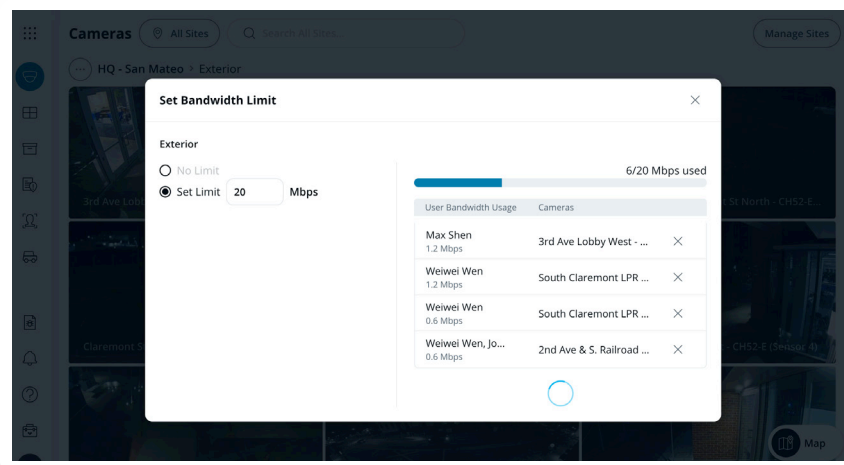 Cameras
All Sites
Search All Sites...
Manage Sites
HQ - San Mateo > Exterior
Set Bandwidth Limit
Exterior
No Limit
Set Limit 20 Mbps
6/20 Mbps used
User Bandwidth Usage Cameras
Max Shen
1.2 Mbps
3rd Ave Lobby West - ...
Weiwei Wen
1.2 Mbps
South Claremont LPR ...
Weiwei Wen
0.6 Mbps
South Claremont LPR ...
Weiwei Wen, Jo...
0.6 Mbps
2nd Ave & S. Railroad ...
3rd Ave Lobb
t St North - CH52-E...
Claremont S
- CH52-E (Sensor 4)
Map